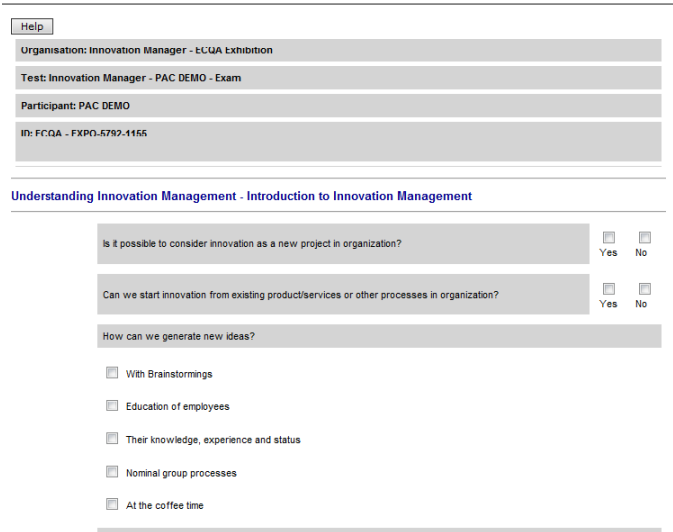 Help
Organisation: Innovation Manager - ECQA Exhibition
Test: Innovation Manager - PAC DEMO - Exam
Participant: PAC DEMO
ID: ECQA - EXPO-5792-1155
Understanding Innovation Management - Introduction to Innovation Management
Is it possible to consider innovation as a new project in organization?
Yes No
Can we start innovation from existing product/services or other processes in organization?
Yes No
How can we generate new ideas?
With Brainstormings
Education of employees
Their knowledge, experience and status
Nominal group processes
At the coffee time